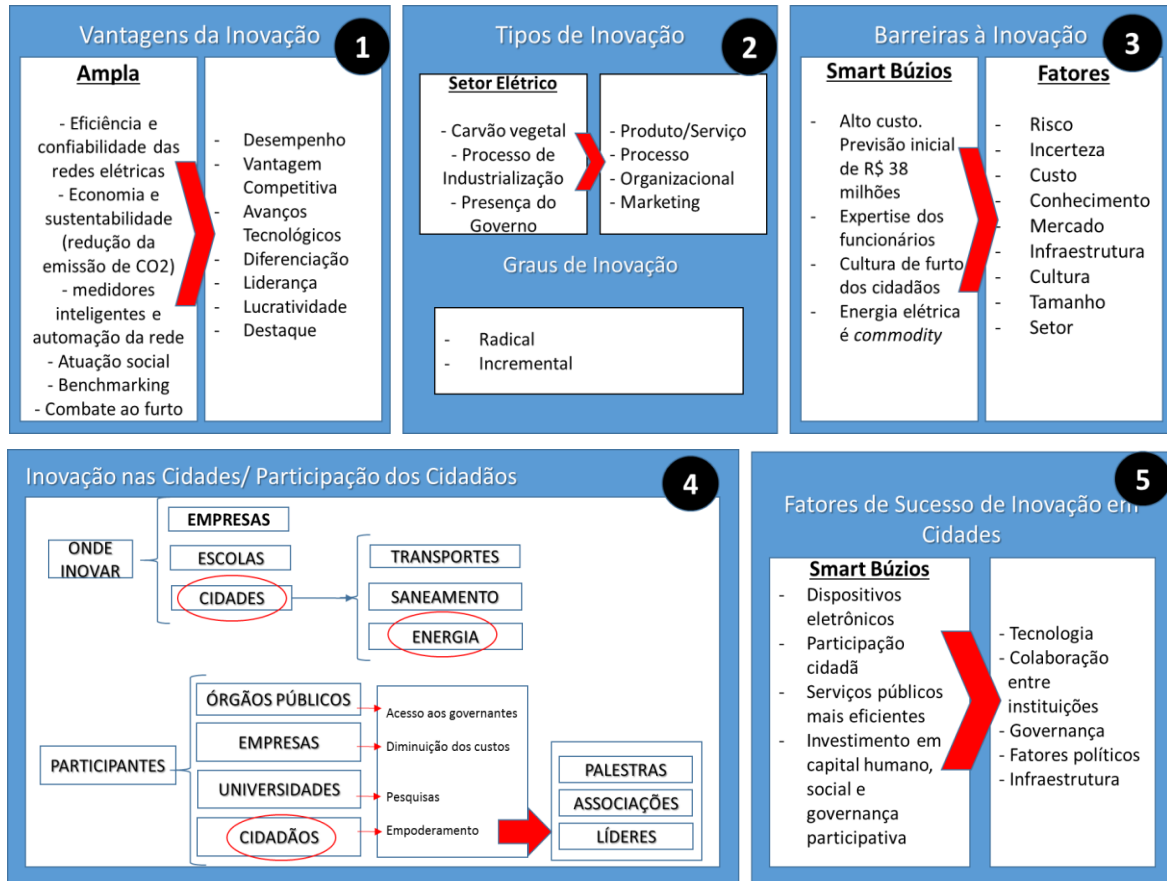 Vantagens da Inovação
1
Ampla
- Eficiência e
confiabilidade das
redes elétricas
- Economia e
sustentabilidade
(redução da
emissão de CO2)
- medidores
inteligentes e
automação da rede
- Atuação social
- Benchmarking
- Combate ao furto
- Desempenho
- Vantagem
Competitiva
- Avanços
Tecnológicos
- Diferenciação
- Liderança
- Lucratividade
- Destaque
Tipos de Inovação
2
Setor Elétrico
- Carvão vegetal
- Processo de
Industrialização
- Presença do
Governo
- Produto/Serviço
- Processo
- Organizacional
- Marketing
Graus de Inovação
- Radical
- Incremental
Barreiras à Inovação
3
Smart Búzios
- Alto custo.
Previsão inicial
de R$ 38
milhões
- Expertise dos
funcionários
- Cultura de furto
dos cidadãos
- Energia elétrica
é commodity
Fatores
- Risco
- Incerteza
- Custo
- Conhecimento
- Mercado
- Infraestrutura
- Cultura
- Tamanho
- Setor
Inovação nas Cidades/ Participação dos Cidadãos
4
ONDE
INOVAR
EMPRESAS
ESCOLAS
CIDADES
TRANSPORTES
SANEAMENTO
ENERGIA
PARTICIPANTES
ÓRGÃOS PÚBLICOS
EMPRESAS
UNIVERSIDADES
CIDADÃOS
Acesso aos governantes
Diminuição dos custos
Pesquisas
Empoderamento
PALESTRAS
ASSOCIAÇÕES
LÍDERES
5
Fatores de Sucesso de Inovação em
Cidades
Smart Búzios
- Dispositivos
eletrônicos
- Participação
cidadã
- Serviços públicos
mais eficientes
- Investimento em
capital humano,
social e
governança
participativa
- Tecnologia
- Colaboração
entre
instituições
- Governança
- Fatores políticos
- Infraestrutura